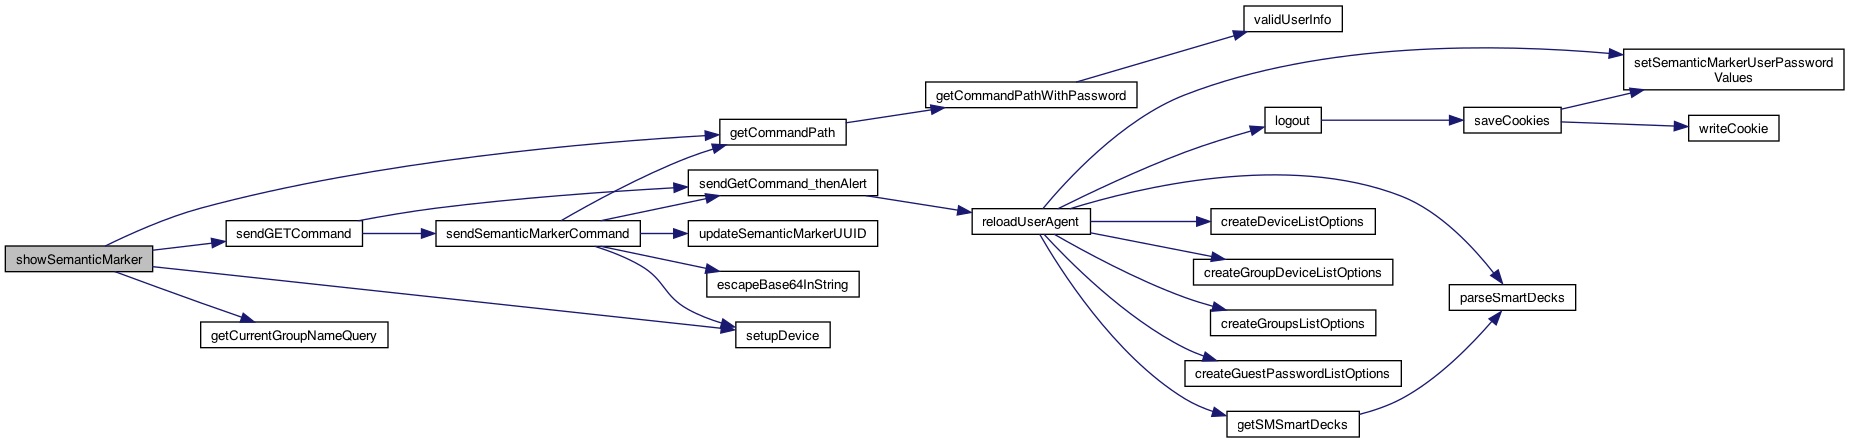 validUserInfo
setSemanticMarkerUserPassword
Values
getCommandPathWithPassword
logout
saveCookies
writeCookie
getCommandPath
sendGetCommand_thenAlert
reloadUserAgent
createDeviceListOptions
sendGETCommand
sendSemanticMarkerCommand
updateSemanticMarkerUUID
showSemanticMarker
createGroupDeviceListOptions
escapeBase64InString
parseSmartDecks
getCurrentGroupNameQuery
setupDevice
createGroupsListOptions
createGuestPasswordListOptions
getSMSmartDecks